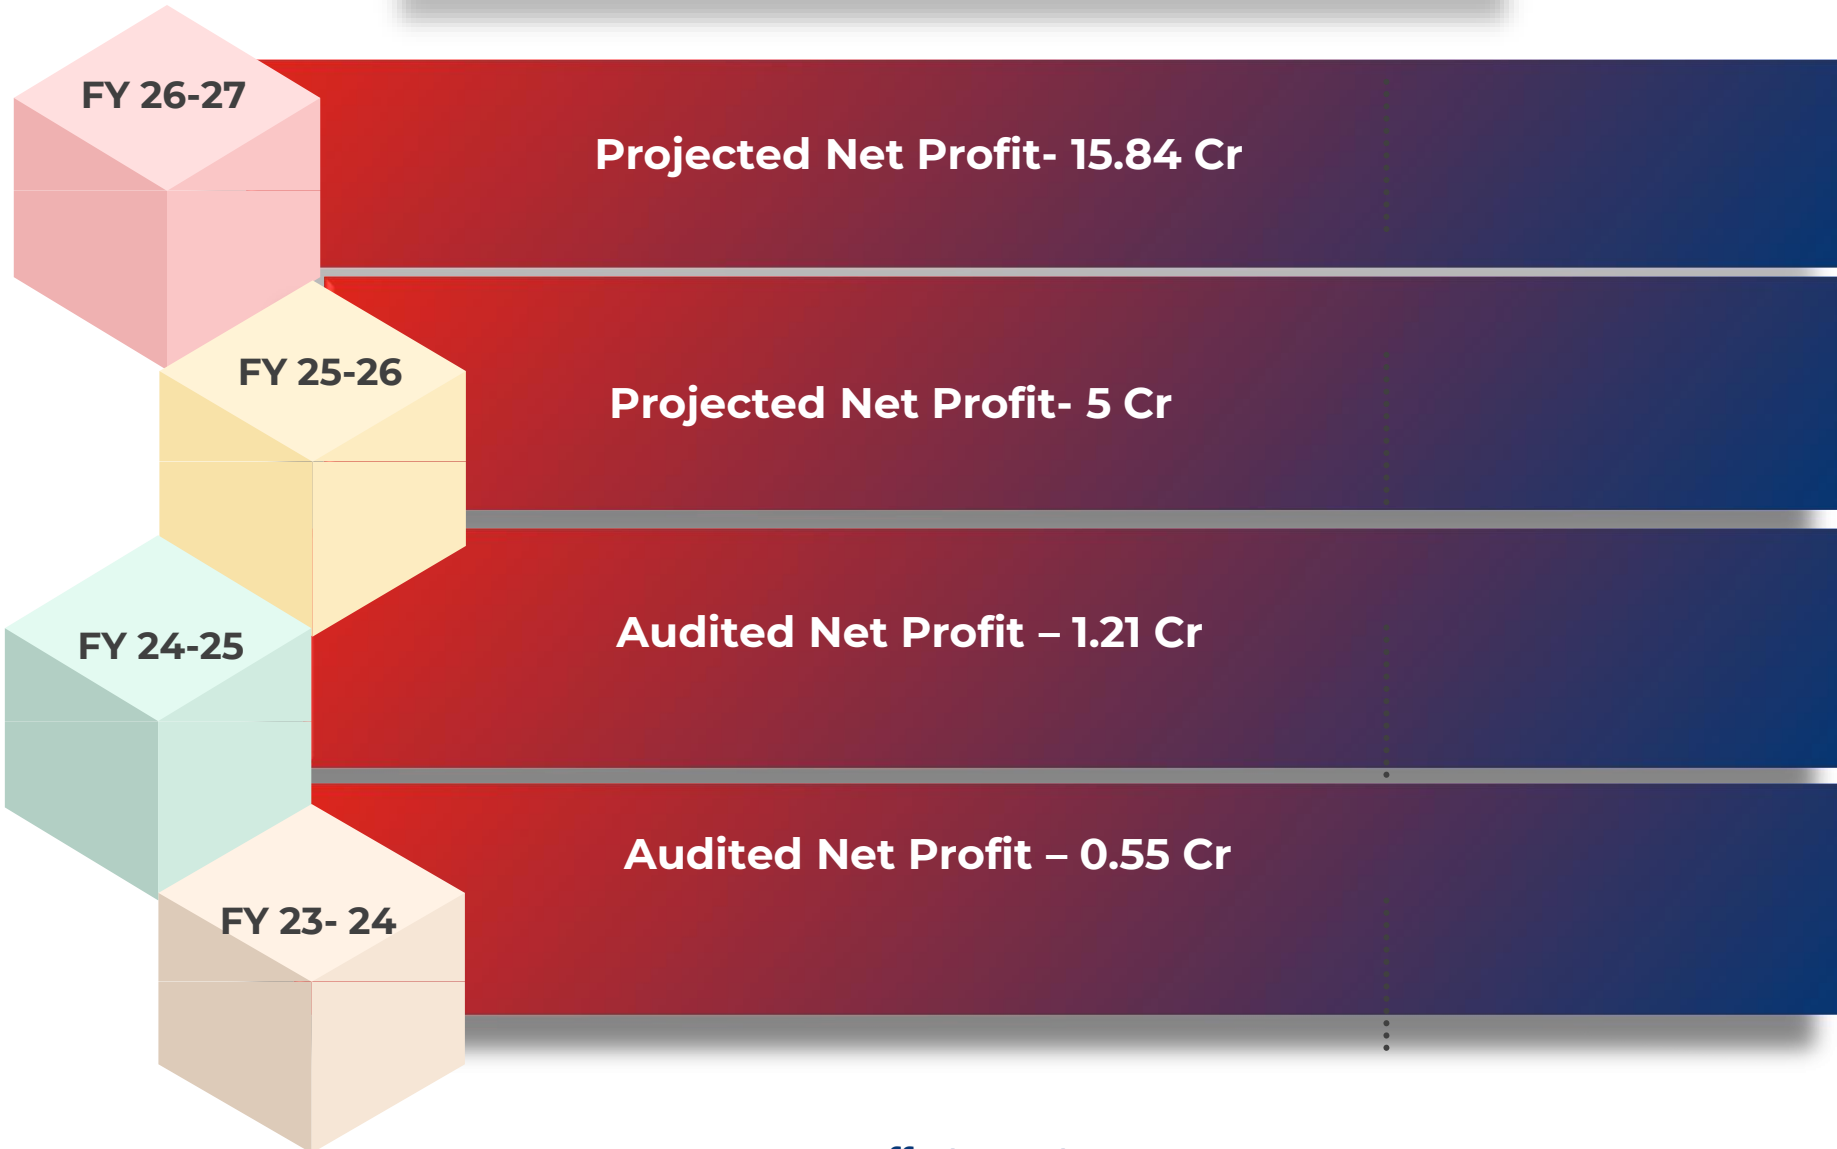 FY 26-27
Projected Net Profit- 15.84 Cr
FY 25-26
Projected Net Profit- 5 Cr
FY 24-25
Audited Net Profit – 1.21 Cr
Audited Net Profit – 0.55 Cr
FY 23- 24